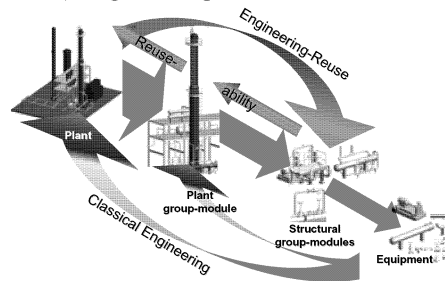 Engineering-Reuse
Reuse-
ability
Plant
Plant
group-module
Classical Engineering
Structural
group-modules
Equipment